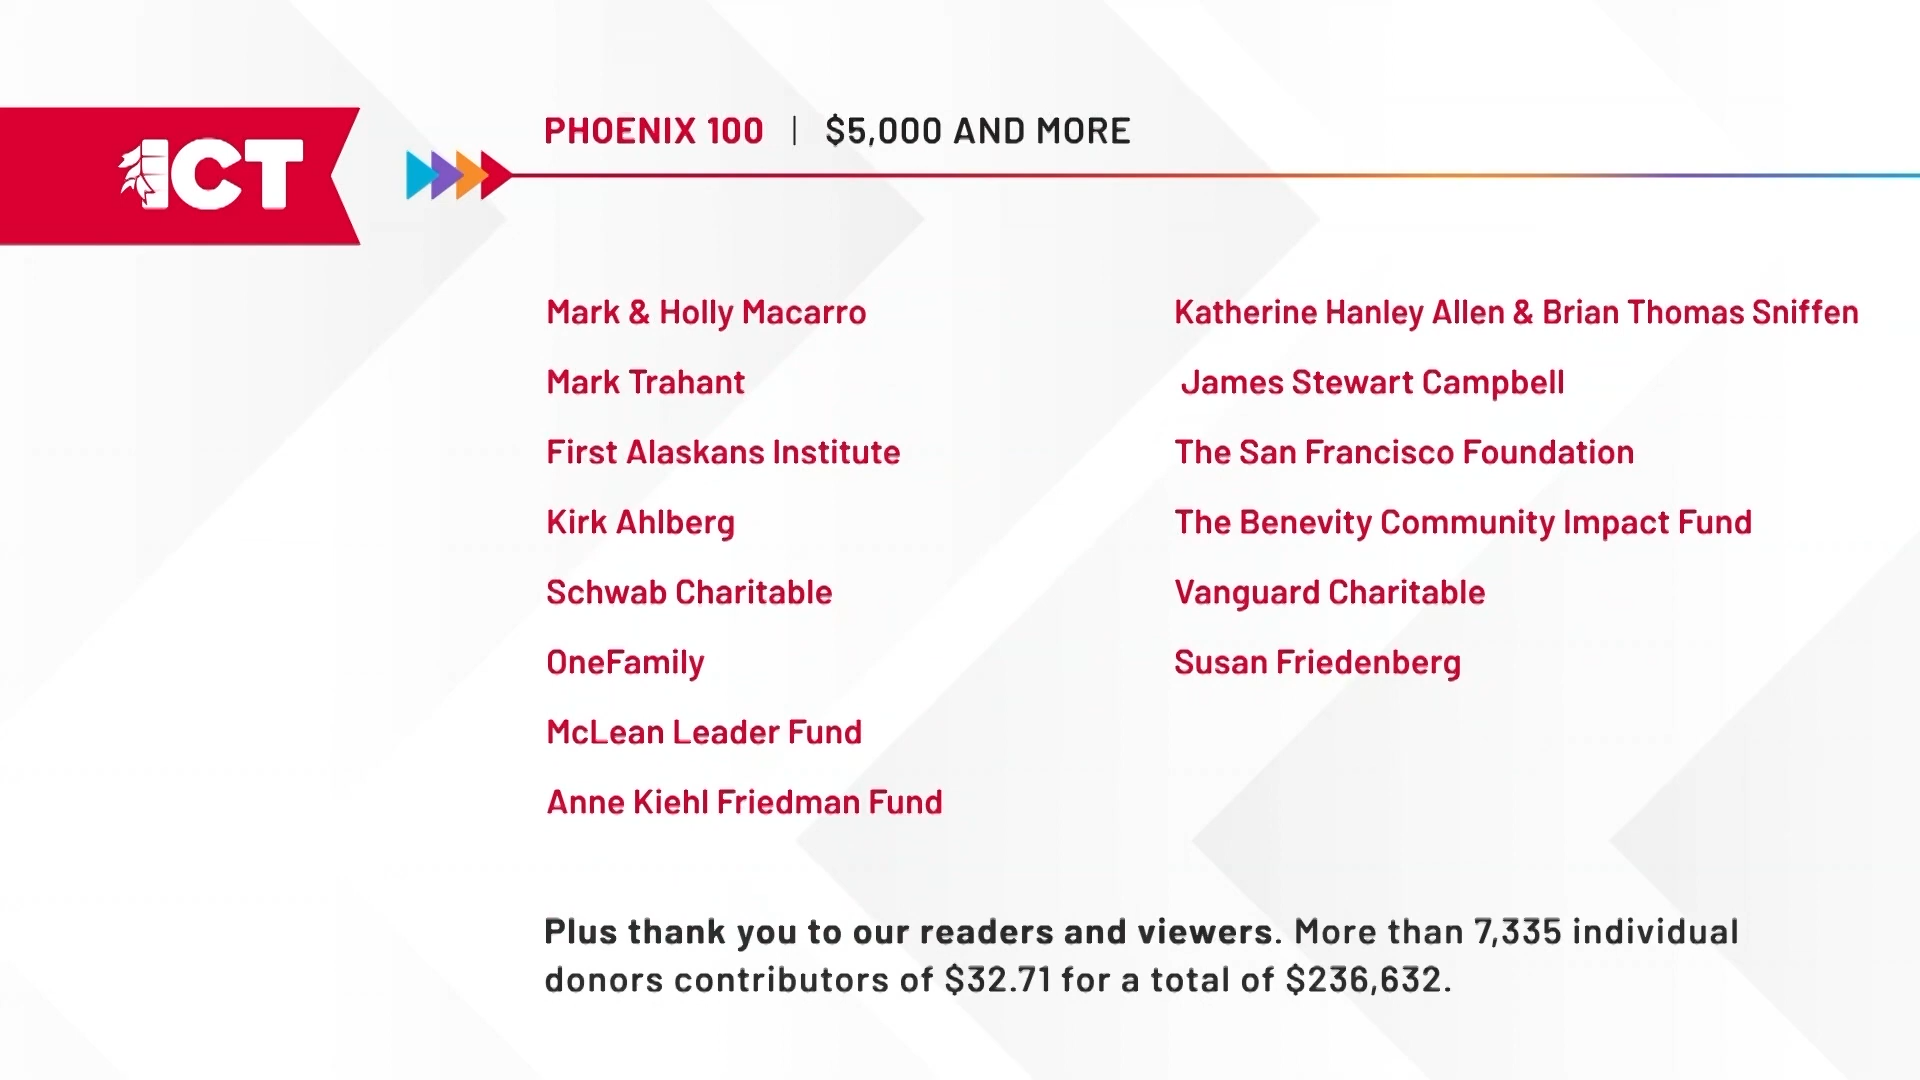 ICT
PHOENIX 100 | $5,000 AND MORE
Mark & Holly Macarro
Mark Trahant
First Alaskans Institute
Kirk Ahlberg
Schwab Charitable
OneFamily
McLean Leader Fund
Anne Kiehl Friedman Fund
Katherine Hanley Allen & Brian Thomas Sniffen
James Stewart Campbell
The San Francisco Foundation
The Benevity Community Impact Fund
Vanguard Charitable
Susan Friedenberg
Plus thank you to our readers and viewers. More than 7,335 individual
donors contributors of $32.71 for a total of $236,632.